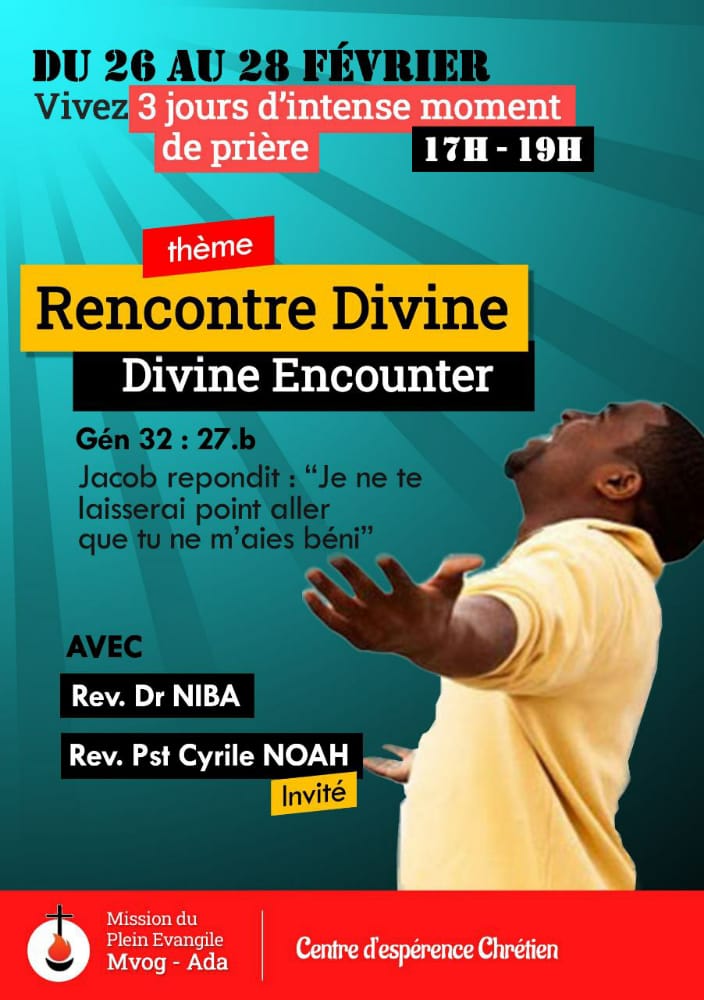 DU 26 AU 28 FÉVRIER
Vivez 3 jours d'intense moment
de prière
17H - 19H
thème
Rencontre Divine
Divine Encounter
Gén 32 : 27.b
Jacob repondit : “Je ne te
laisserai point aller
que tu ne m'aies béni”
AVEC
Rev. Dr NIBA
Rev. Pst Cyrile NOAH
Invité
Mission du
Plein Evangile
Mvog - Ada
Centre d'espérence Chrétien